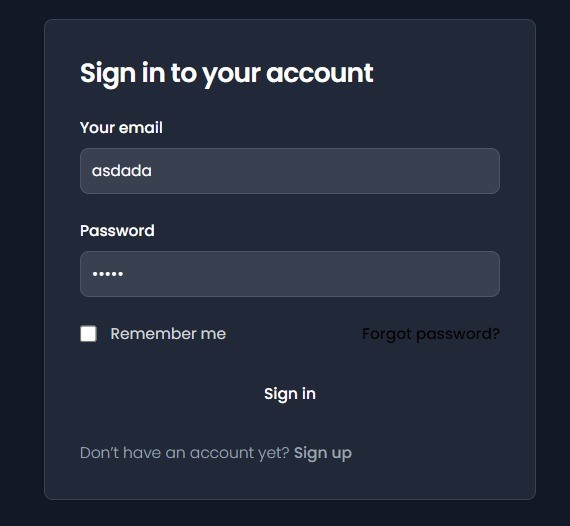 Sign in to your account
Your email
asdada
Password
•••••
Remember me Forgot password?
Sign in
Don't have an account yet? Sign up